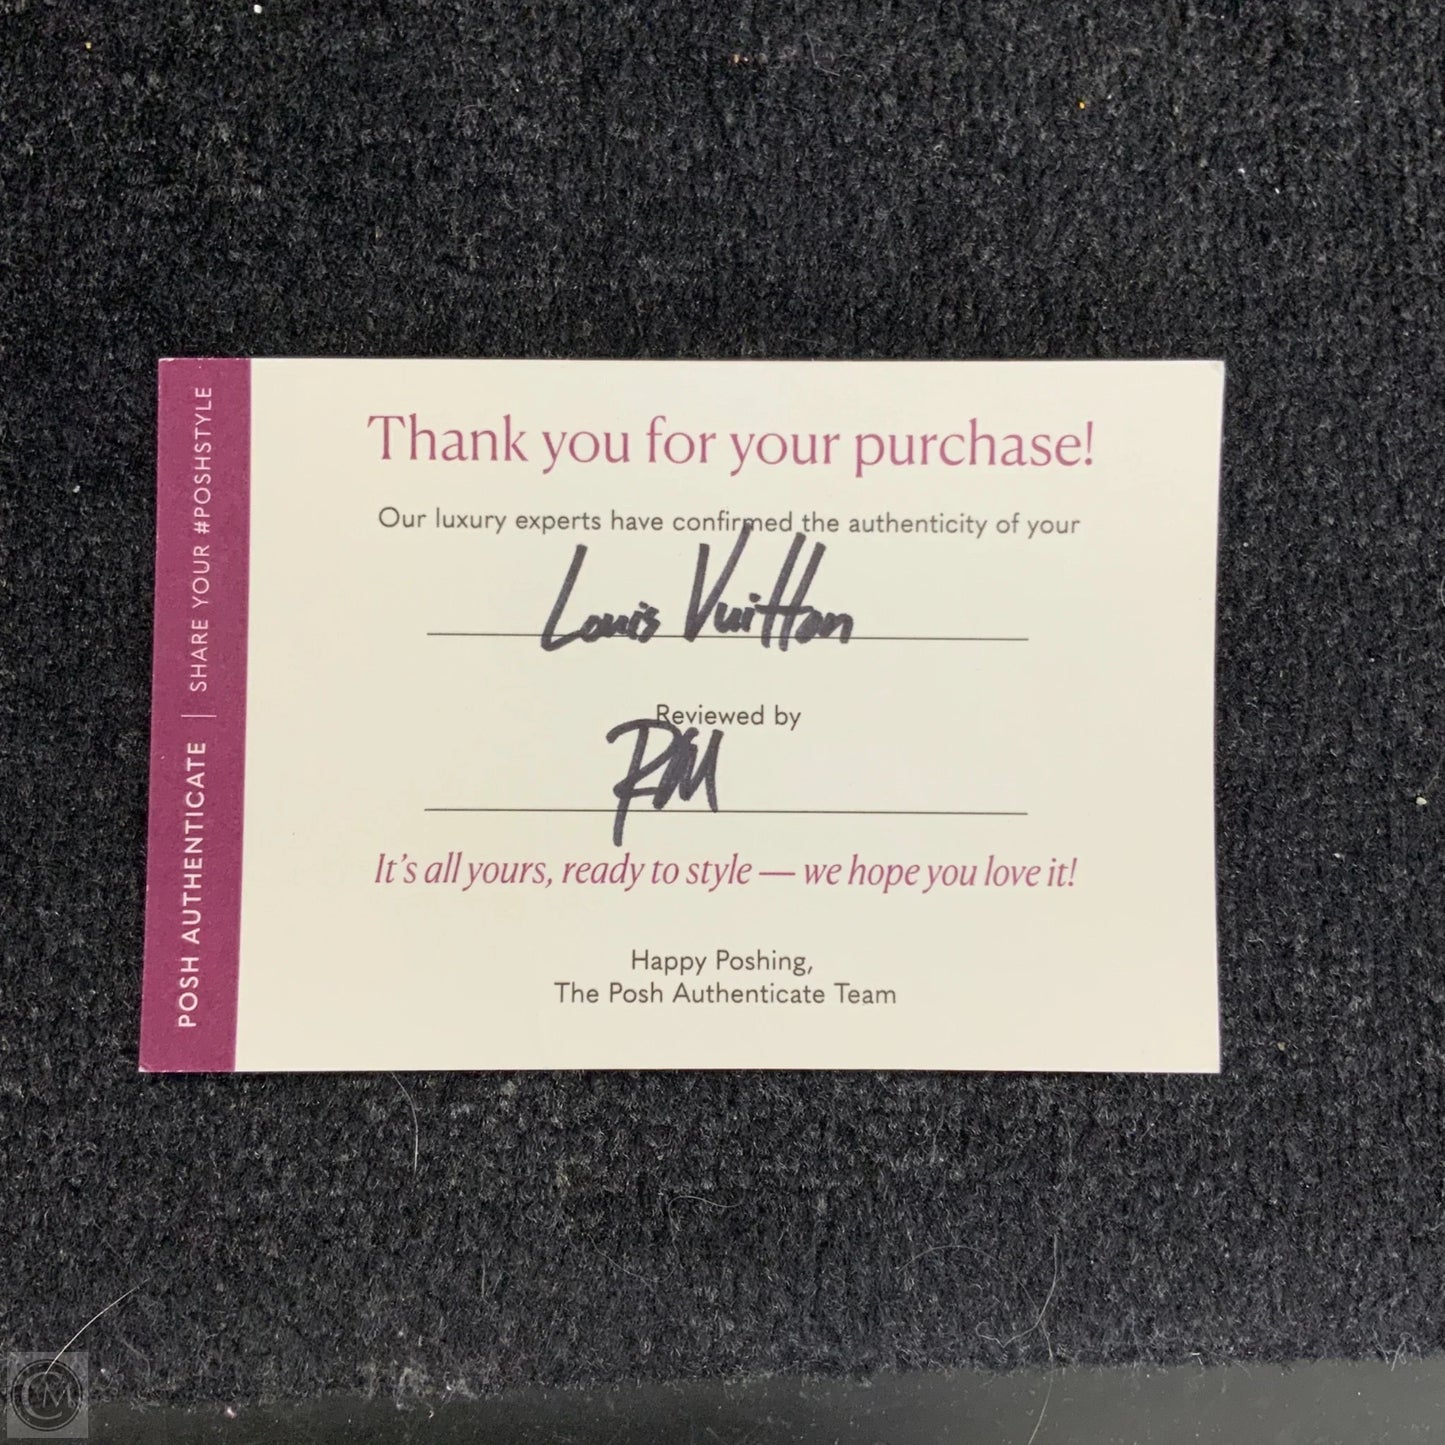 Thank you for your purchase!
Our luxury experts have confirmed the authenticity of your
Louis Vuitton
Reviewed by
RM
It's all yours, ready to style — we hope you love it!
Happy Poshing,
The Posh Authenticate Team
POSH AUTHENTICATE | SHARE YOUR #POSHSTYLE